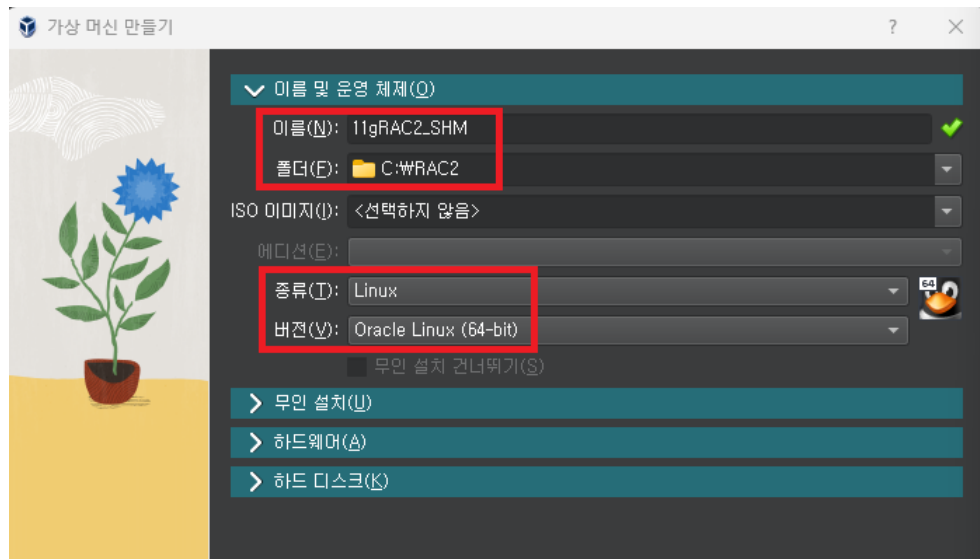 가상 머신 만들기
이름 및 운영 체제(O)
이름(N): 11gRAC2_SHM
폴더(F): C:₩RAC2
ISO 이미지(I): <선택하지 않음>
에디션(E):
종류(T): Linux
64
버전(V): Oracle Linux (64-bit)
무인 설치 건너뛰기(S)
무인 설치(U)
하드웨어(A)
하드 디스크(K)